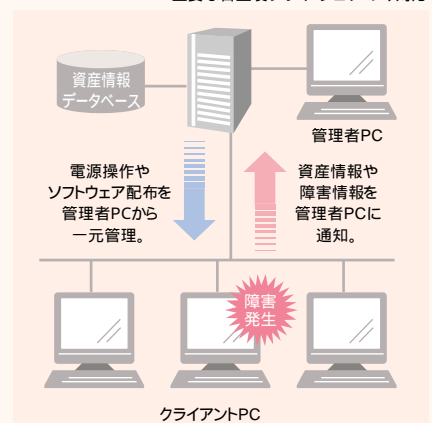 資産情報
データベース
管理者PC
電源操作や
ソフトウェア配布を
管理者PCから
一元管理。
資産情報や
障害情報を
管理者PCに
通知。
障害
発生
クライアントPC